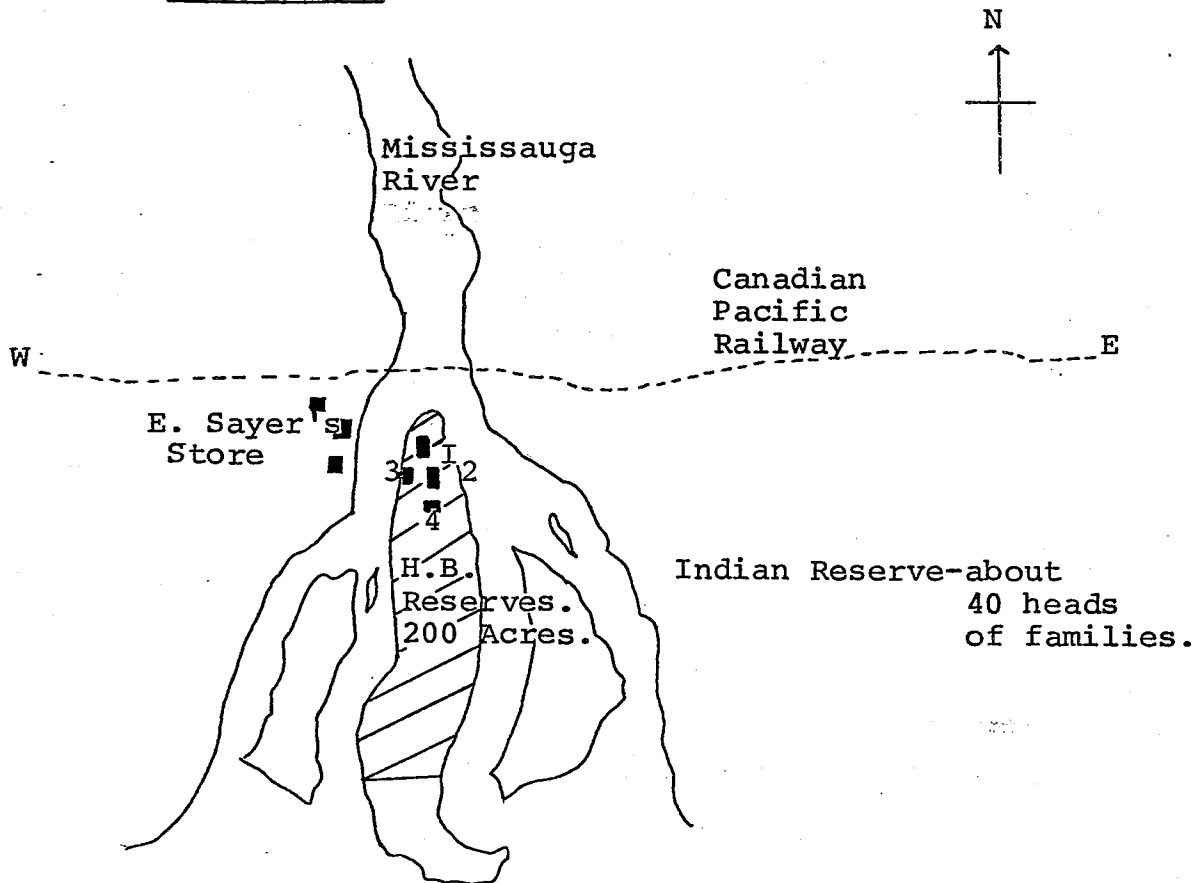 N
Mississauga
River
Canadian
Pacific
Railway
W
E
E. Sayer's
Store
I
3
2
4
H.B.
Reserves.
200 Acres.
Indian Reserve-about
40 heads
of families.